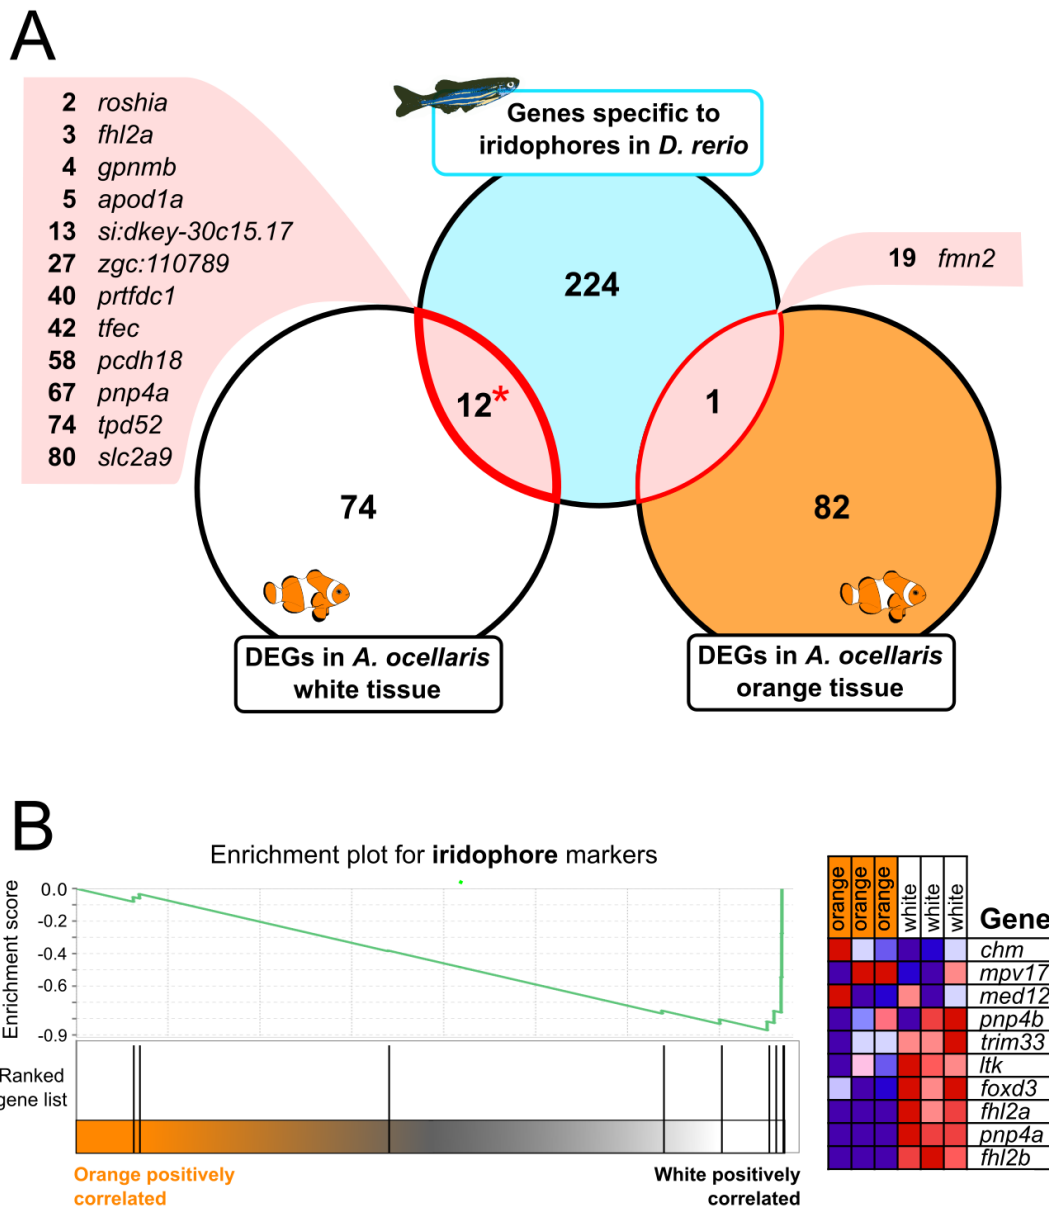 A
2 roshia
3 fhl2a
4 gpnmb
5 apod1a
13 si:dkey-30c15.17
27 zgc:110789
40 prtfdc1
42 tfec
58 pcdh18
67 pnp4a
74 tpd52
80 slc2a9
Genes specific to
iridophores in D. rerio
19 fmn2
224
12*
1
74
82
DEGs in A. ocellaris
white tissue
DEGs in A. ocellaris
orange tissue
B
Enrichment plot for iridophore markers
Enrichment score
0.0
-0.2
-0.4
-0.6
-0.9
Ranked
gene list
Orange positively
correlated
White positively
correlated
orange orange orange white white white
Gene
chm
mpv17
med12
pnp4b
trim33
ltk
foxd3
fhl2a
pnp4a
fhl2b